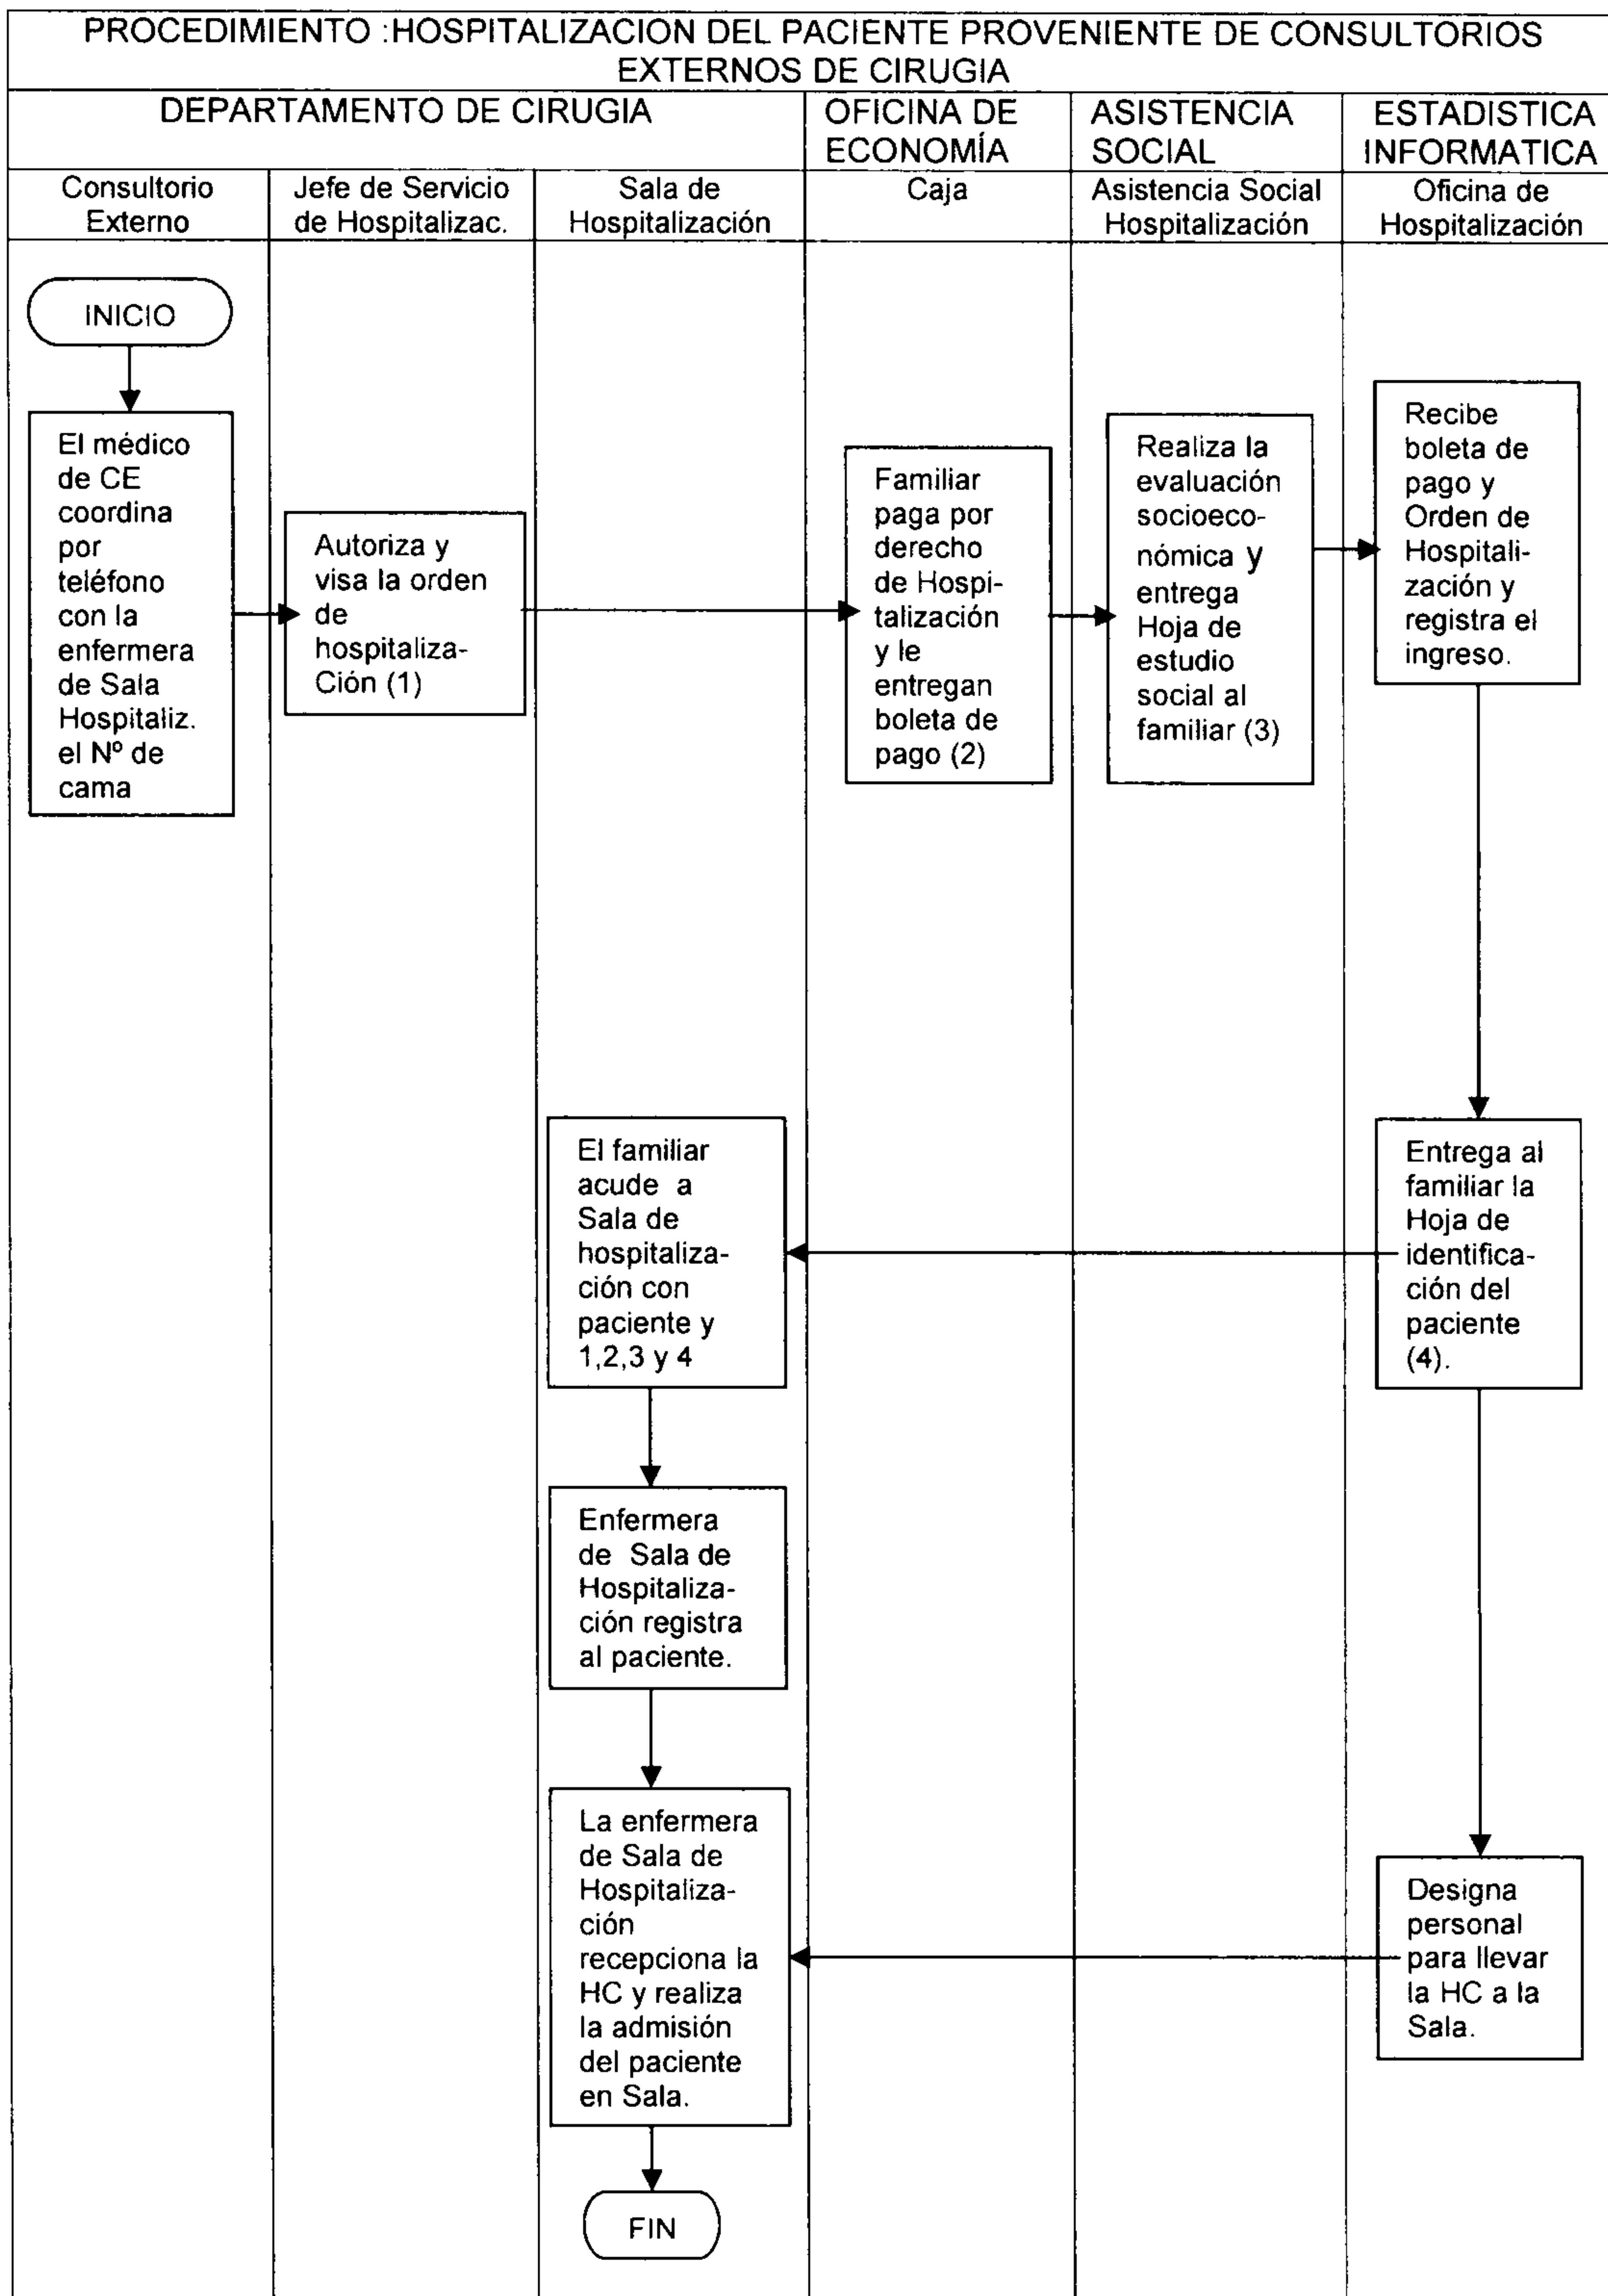 PROCEDIMIENTO :HOSPITALIZACION DEL PACIENTE PROVENIENTE DE CONSULTORIOS
EXTERNOS DE CIRUGIA
DEPARTAMENTO DE CIRUGIA
OFICINA DE
ECONOMÍA
ASISTENCIA
SOCIAL
ESTADISTICA
INFORMATICA
Consultorio
Externo
Jefe de Servicio
de Hospitalizac.
Sala de
Hospitalización
Caja
Asistencia Social
Hospitalización
Oficina de
Hospitalización
INICIO
El médico
de CE
coordina
por
teléfono
con la
enfermera
de Sala
Hospitaliz.
el Nº de
cama
Autoriza y
visa la orden
de
hospitaliza-
Ción (1)
Familiar
paga por
derecho
de Hospi-
talización
y le
entregan
boleta de
pago (2)
Realiza la
evaluación
socioeco-
nómica y
entrega
Hoja de
estudio
social al
familiar (3)
Recibe
boleta de
pago y
Orden de
Hospitali-
zación y
registra el
ingreso.
El familiar
acude a
Sala de
hospitaliza-
ción con
paciente y
1,2,3 y 4
Entrega al
familiar la
Hoja de
identifica-
ción del
paciente
(4).
Enfermera
de Sala de
Hospitaliza-
ción registra
al paciente.
La enfermera
de Sala de
Hospitaliza-
ción
recepciona la
HC y realiza
la admisión
del paciente
en Sala.
Designa
personal
para llevar
la HC a la
Sala.
FIN